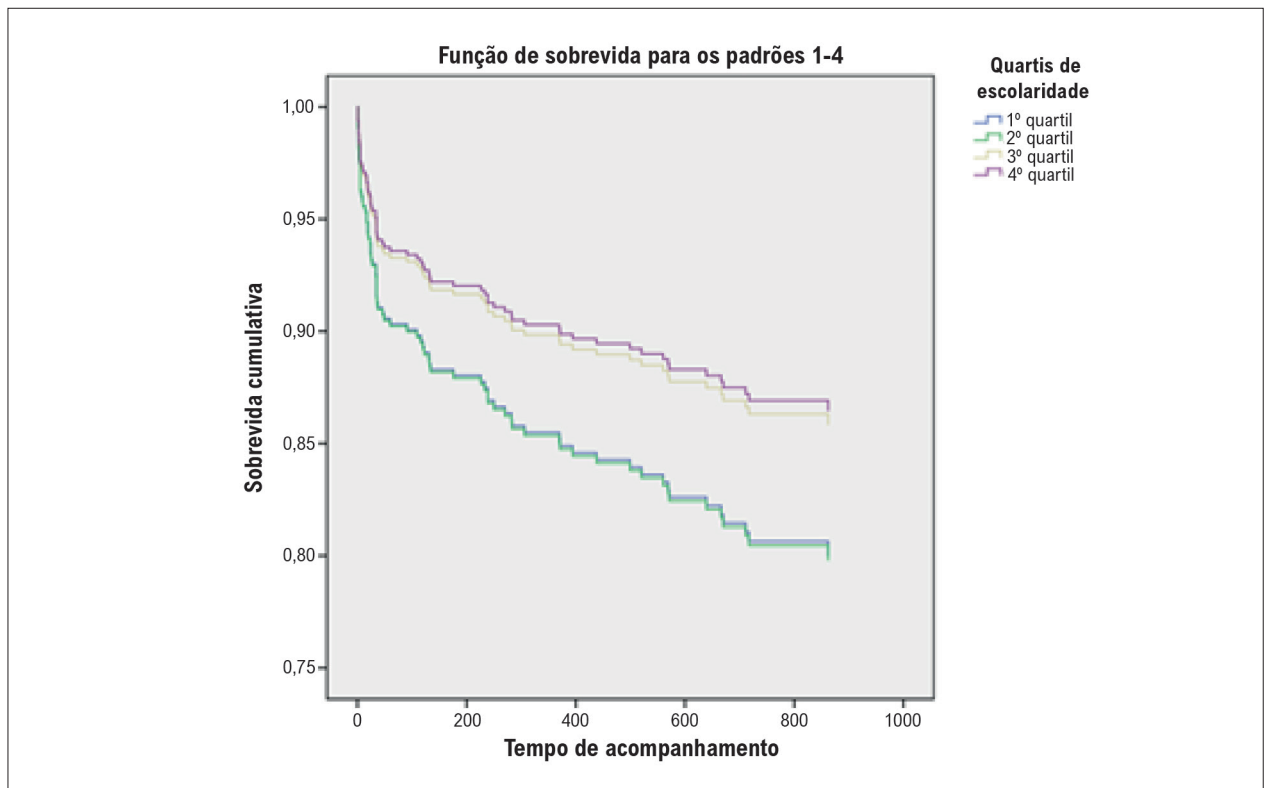 Função de sobrevida para os padrões 1-4
Quartis de
escolaridade
1º quartil
2º quartil
3º quartil
4º quartil
Sobrevida cumulativa
1,00
0,95
0,90
0,85
0,80
0,75
0
200
400
600
800
1000
Tempo de acompanhamento